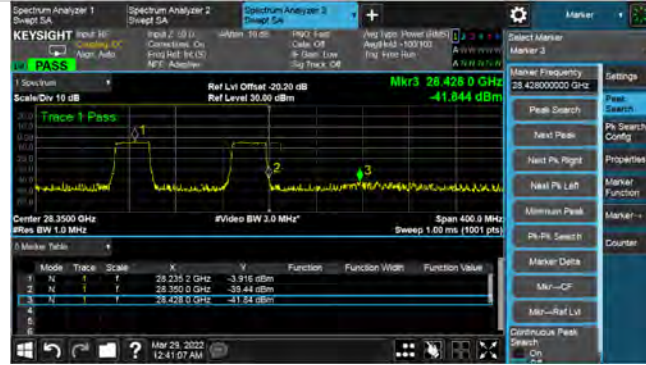 Spectrum Analyzer 1
Swept SA
Spectrum Analyzer 2
Swept SA
Spectrum Analyzer 3
Swept SA
Marker
KEYSIGHT Input: RF
Coupling: DC
Align: Auto
Input Z: 50 Ω
Corrections: On
Freq Ref: Int (S)
NFE: Adaptive
#Atten: 10 dB
PNO: Fast
Gate: Off
IF Gain: Low
Sig Track: Off
Avg Type: Power (RMS)
Avg|Hold: >100/100
Trig: Free Run
PASS
Select Marker
Marker 3
Marker Frequency
28.428000000 GHz
Settings
Peak Search
Next Peak
Next Pk Right
Next Pk Left
Minimum Peak
Pk-Pk Search
Marker Delta
Mkr→CF
Mkr→Ref Lvl
Continuous Peak
Search
On
Peak
Search
Pk Search
Config
Properties
Marker
Function
Marker→
Counter
1 Spectrum
Scale/Div 10 dB
Ref Lvl Offset -20.20 dB
Ref Level 30.00 dBm
Mkr3 28.428 0 GHz
-41.844 dBm
Trace 1 Pass
1
2
3
Center 28.3500 GHz
#Res BW 1.0 MHz
#Video BW 3.0 MHz*
Span 400.0 MHz
Sweep 1.00 ms (1001 pts)
5 Marker Table
Mode Trace Scale X Y Function Function Width Function Value
1 N 1 f 28.235 2 GHz -3.916 dBm
2 N 1 f 28.350 0 GHz -39.44 dBm
3 N 1 f 28.428 0 GHz -41.84 dBm
4
5
6
?
Mar 29, 2022
12:41:07 AM